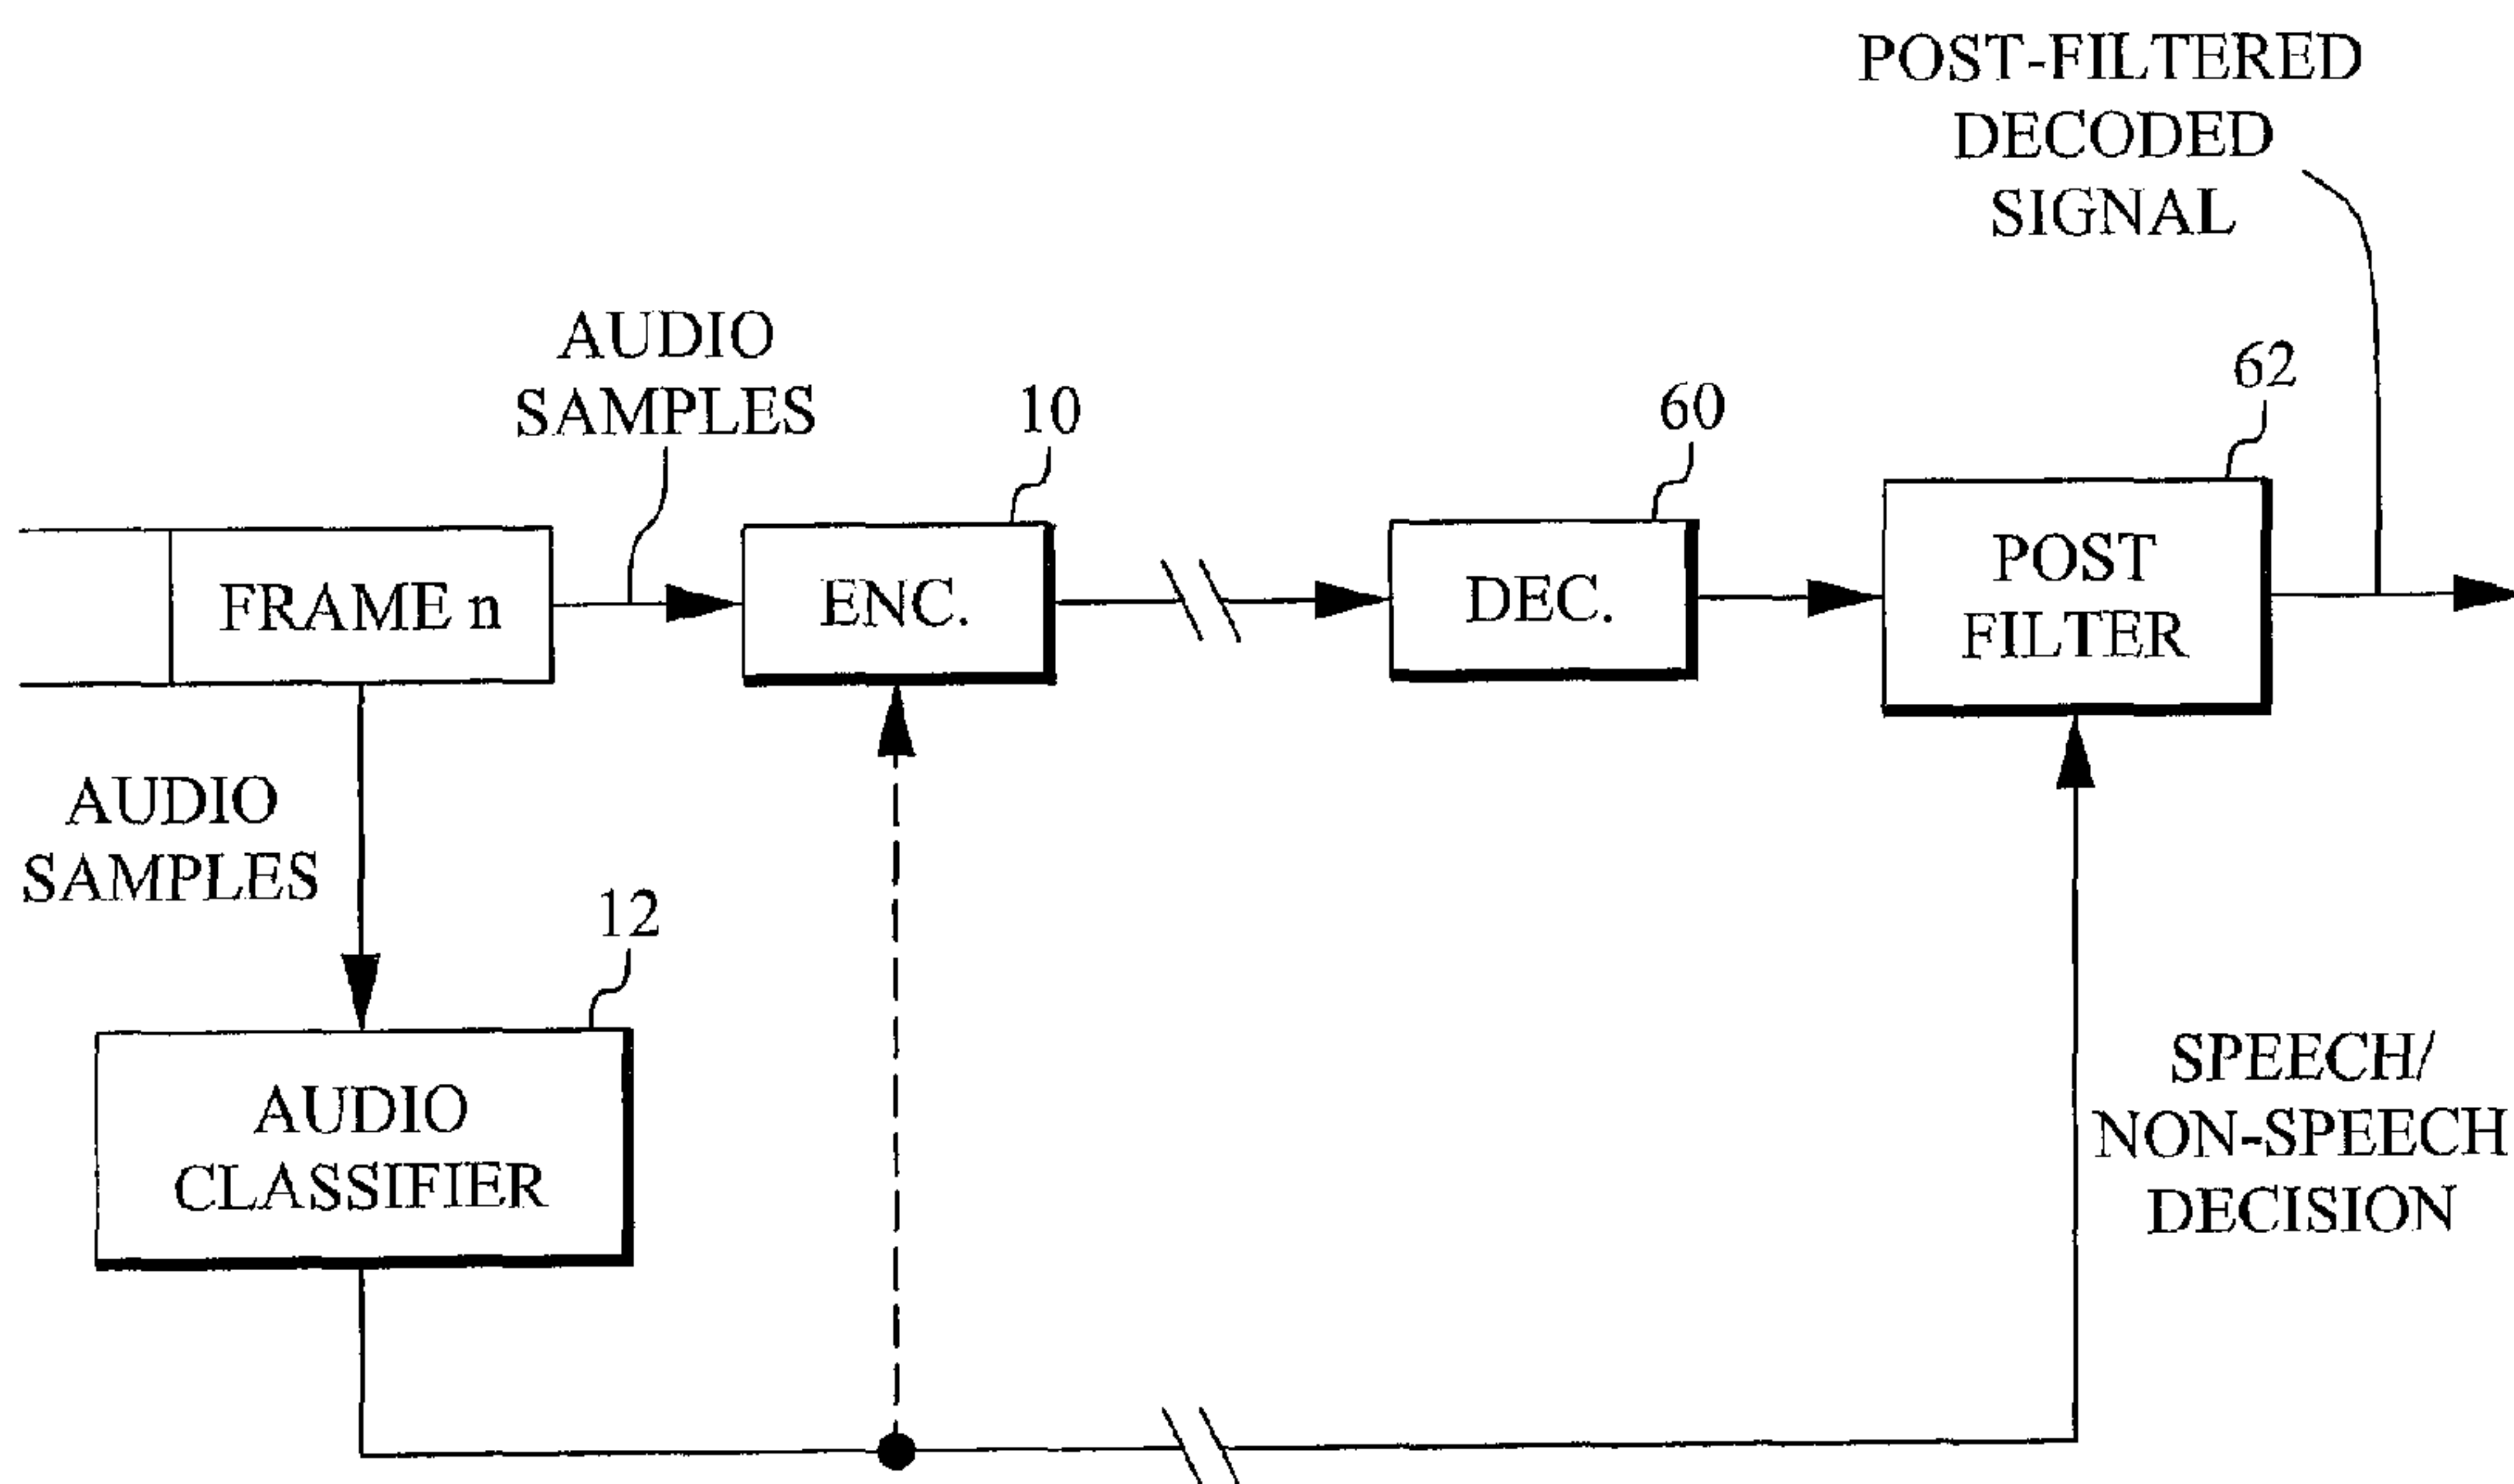 POST-FILTERED
DECODED
SIGNAL
AUDIO
SAMPLES
10
60
62
FRAME n
ENC.
DEC.
POST
FILTER
AUDIO
SAMPLES
12
AUDIO
CLASSIFIER
SPEECH/
NON-SPEECH
DECISION